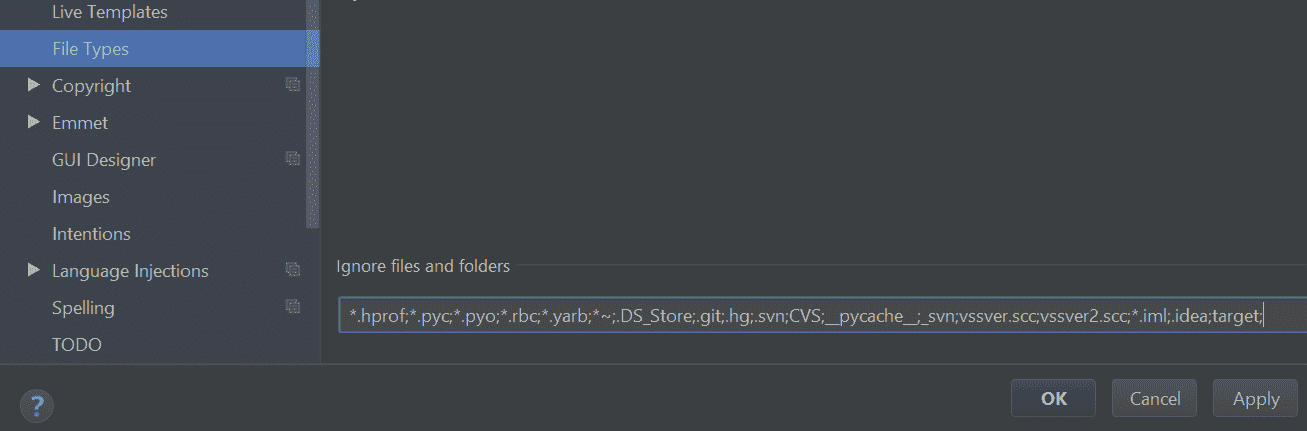 Live Templates
File Types
Copyright
Emmet
GUI Designer
Images
Intentions
Language Injections
Spelling
TODO
Ignore files and folders
*.hprof;*.pyc;*.pyo;*.rbc;*.yarb;*~;.DS_Store;.git;.hg;.svn;CVS;__pycache__;_svn;vssver.scc;vssver2.scc;*.iml;.idea;target;
?
OK
Cancel
Apply